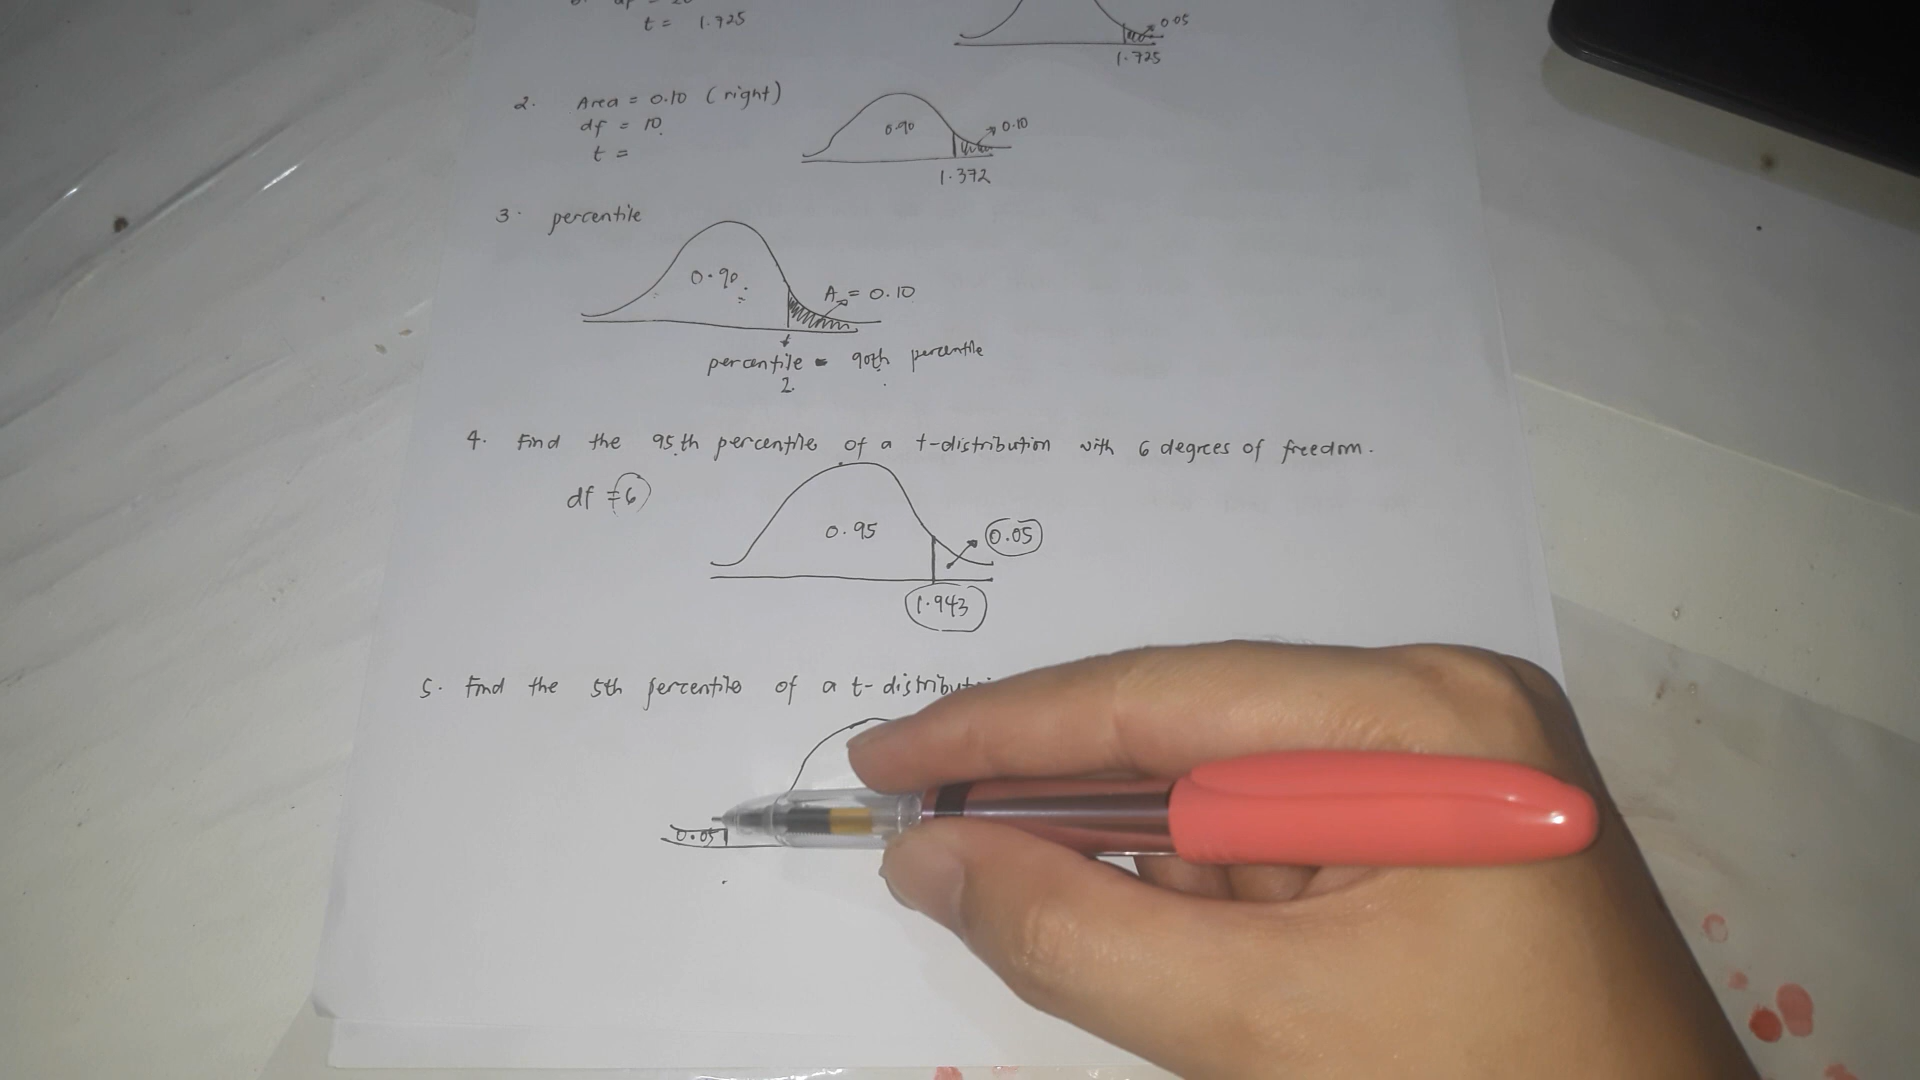 t = 1.725
0.05
1.725
2. Area = 0.10 (right)
df = 10
t =
0.90
0.10
1.372
3. percentile
0.90
A = 0.10
percentile = 90th percentile
2.
4. Find the 95th percentile of a t-distribution with 6 degrees of freedom.
df = 6
0.95
0.05
1.943
5. Find the 5th percentile of a t-
0.05